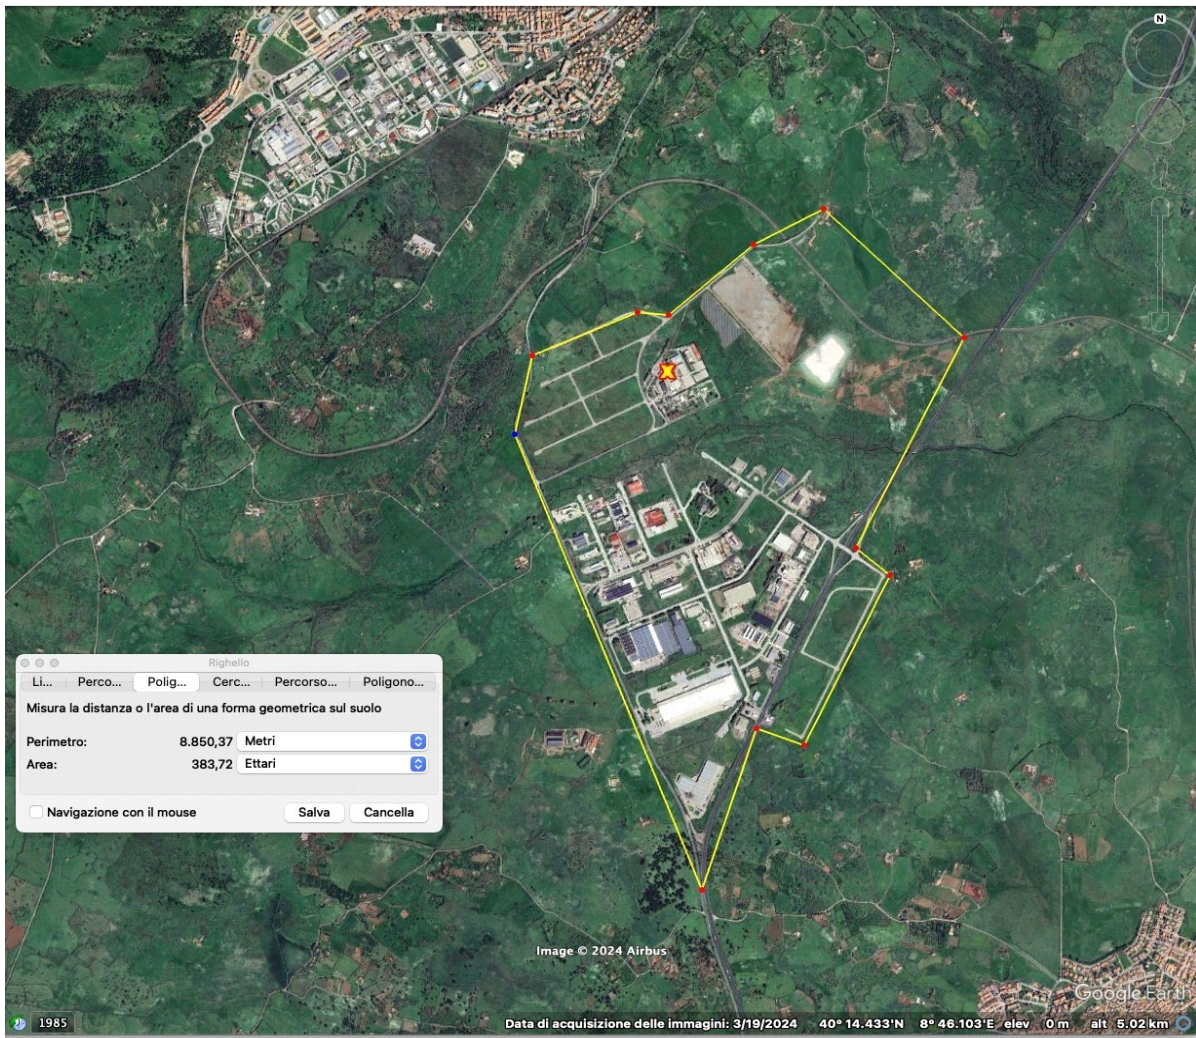 N
Righello
Li... Perco... Polig... Cerc... Percorso... Poligono...
Misura la distanza o l'area di una forma geometrica sul suolo
Perimetro: 8.850,37 Metri
Area: 383,72 Ettari
Navigazione con il mouse Salva Cancella
Image © 2024 Airbus
Google Earth
1985 Data di acquisizione delle immagini: 3/19/2024 40° 14.433'N 8° 46.103'E elev 0 m alt 5.02 km